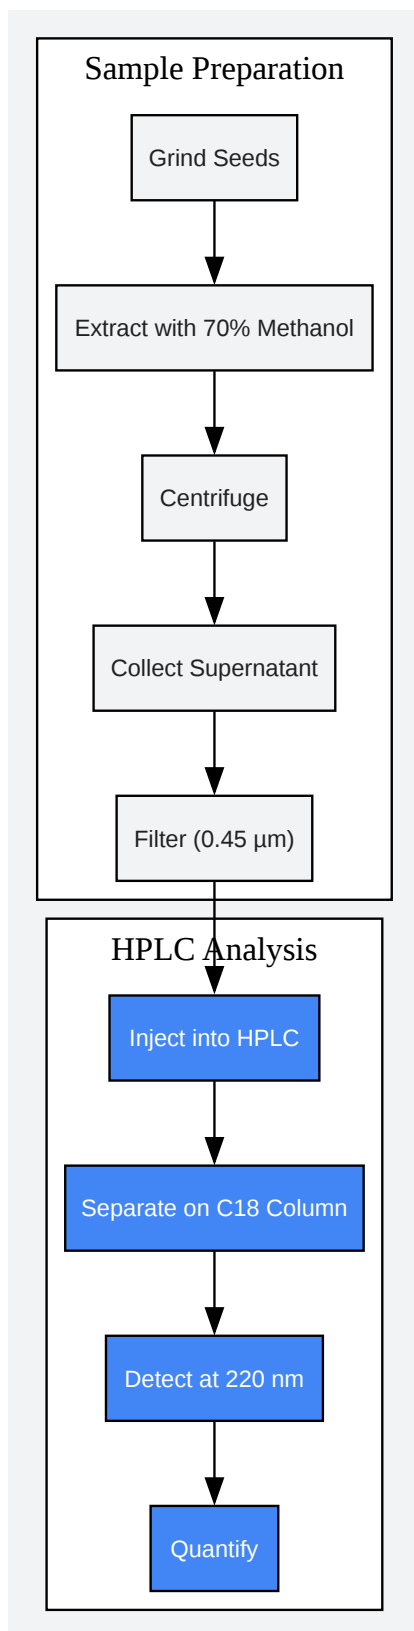 Sample Preparation
Grind Seeds
Extract with 70% Methanol
Centrifuge
Collect Supernatant
Filter (0.45 µm)
HPLC Analysis
Inject into HPLC
Separate on C18 Column
Detect at 220 nm
Quantify